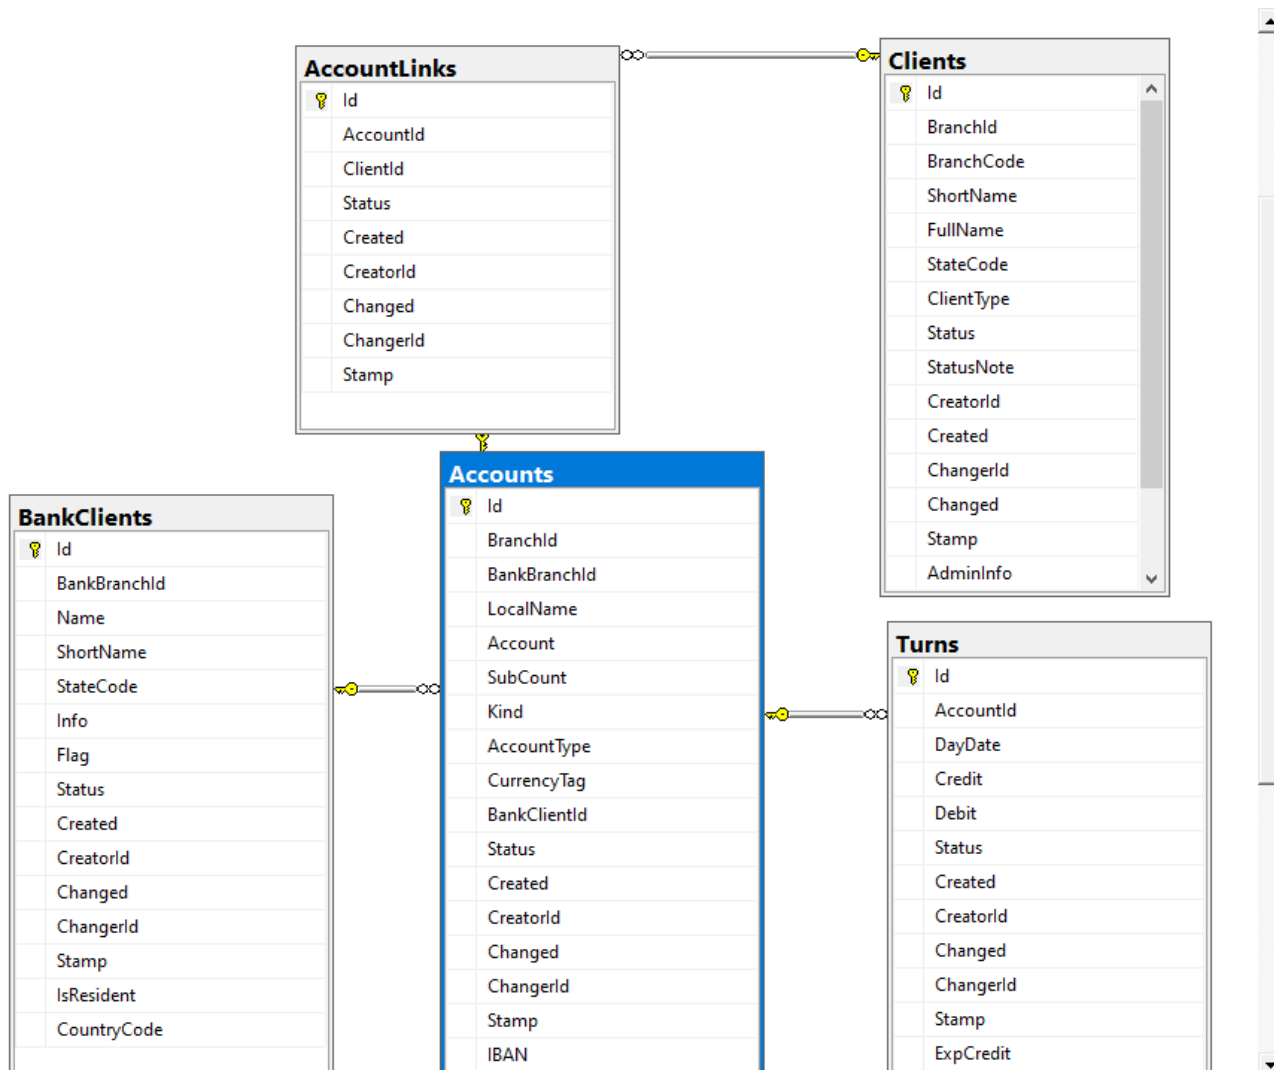 AccountLinks
Id
AccountId
ClientId
Status
Created
CreatorId
Changed
ChangerId
Stamp
Clients
Id
BranchId
BranchCode
ShortName
FullName
StateCode
ClientType
Status
StatusNote
CreatorId
Created
ChangerId
Changed
Stamp
AdminInfo
BankClients
Id
BankBranchId
Name
ShortName
StateCode
Info
Flag
Status
Created
CreatorId
Changed
ChangerId
Stamp
IsResident
CountryCode
Accounts
Id
BranchId
BankBranchId
LocalName
Account
SubCount
Kind
AccountType
CurrencyTag
BankClientId
Status
Created
CreatorId
Changed
ChangerId
Stamp
IBAN
Turns
Id
AccountId
DayDate
Credit
Debit
Status
Created
CreatorId
Changed
ChangerId
Stamp
ExpCredit